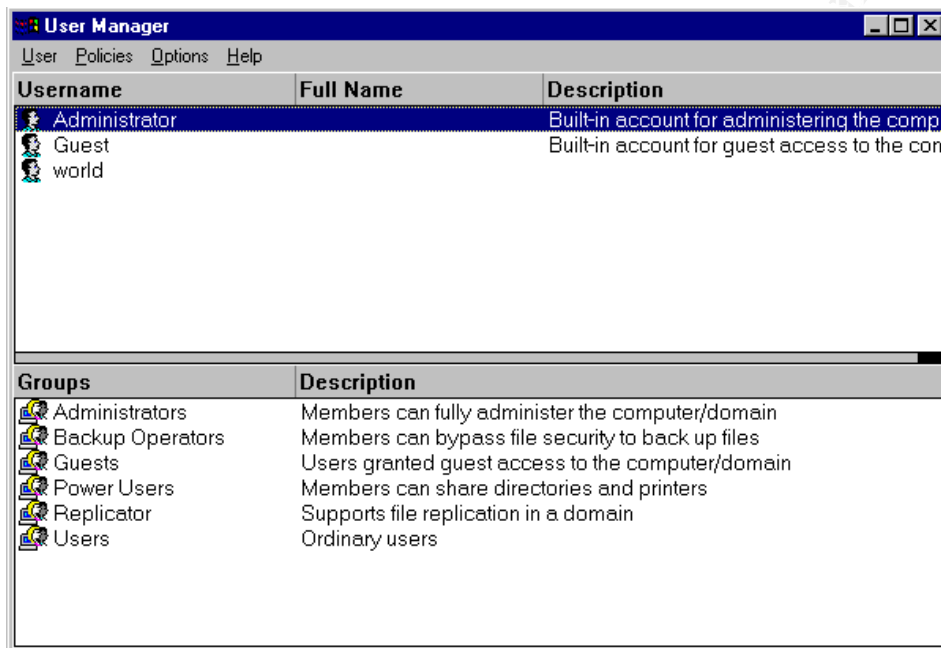 User Manager
User Policies Options Help
Username Full Name Description
Administrator Built-in account for administering the comp
Guest Built-in account for guest access to the con
world
Groups Description
Administrators Members can fully administer the computer/domain
Backup Operators Members can bypass file security to back up files
Guests Users granted guest access to the computer/domain
Power Users Members can share directories and printers
Replicator Supports file replication in a domain
Users Ordinary users